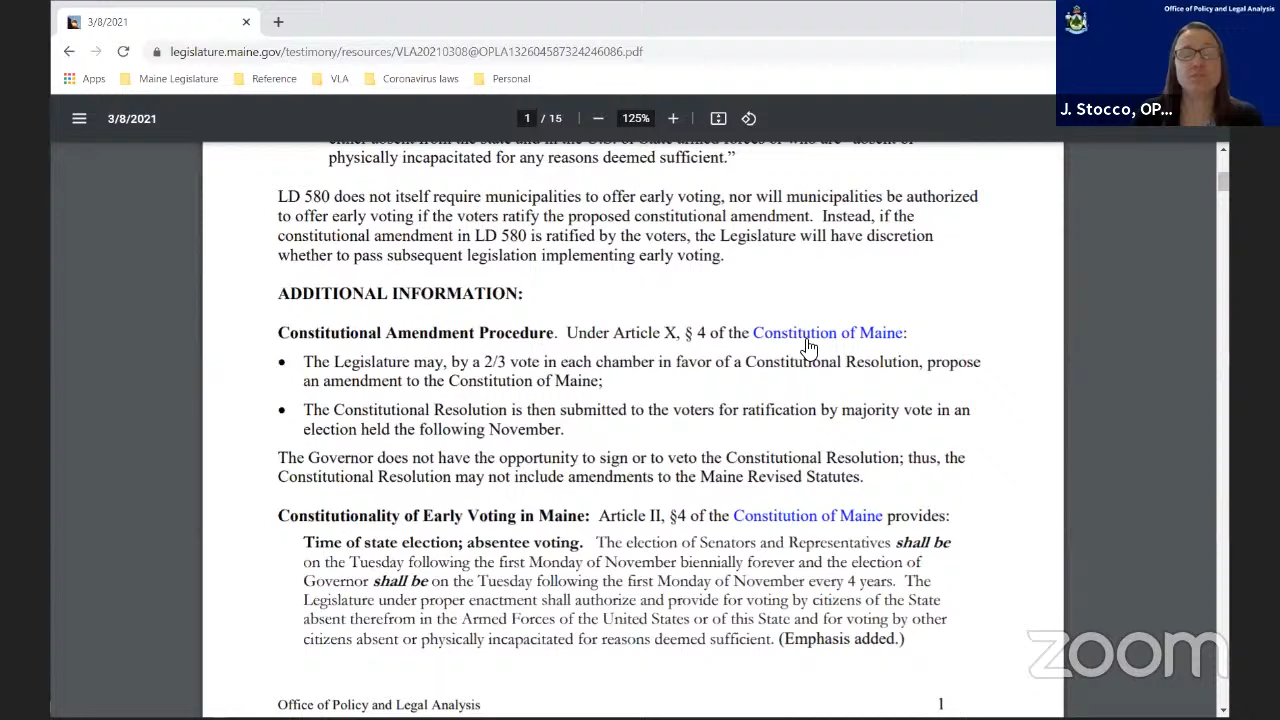 3/8/2021
legislature.maine.gov/testimony/resources/VLA20210308@OPLA132604587324246086.pdf
Apps Maine Legislature Reference VLA Coronavirus laws Personal
Office of Policy and Legal Analysis
J. Stocco, OP...
3/8/2021 1 / 15 125%
physically incapacitated for any reasons deemed sufficient.”
LD 580 does not itself require municipalities to offer early voting, nor will municipalities be authorized
to offer early voting if the voters ratify the proposed constitutional amendment. Instead, if the
constitutional amendment in LD 580 is ratified by the voters, the Legislature will have discretion
whether to pass subsequent legislation implementing early voting.
ADDITIONAL INFORMATION:
Constitutional Amendment Procedure. Under Article X, § 4 of the Constitution of Maine:
• The Legislature may, by a 2/3 vote in each chamber in favor of a Constitutional Resolution, propose
an amendment to the Constitution of Maine;
• The Constitutional Resolution is then submitted to the voters for ratification by majority vote in an
election held the following November.
The Governor does not have the opportunity to sign or to veto the Constitutional Resolution; thus, the
Constitutional Resolution may not include amendments to the Maine Revised Statutes.
Constitutionality of Early Voting in Maine: Article II, §4 of the Constitution of Maine provides:
Time of state election; absentee voting. The election of Senators and Representatives shall be
on the Tuesday following the first Monday of November biennially forever and the election of
Governor shall be on the Tuesday following the first Monday of November every 4 years. The
Legislature under proper enactment shall authorize and provide for voting by citizens of the State
absent therefrom in the Armed Forces of the United States or of this State and for voting by other
citizens absent or physically incapacitated for reasons deemed sufficient. (Emphasis added.)
zoom
Office of Policy and Legal Analysis 1